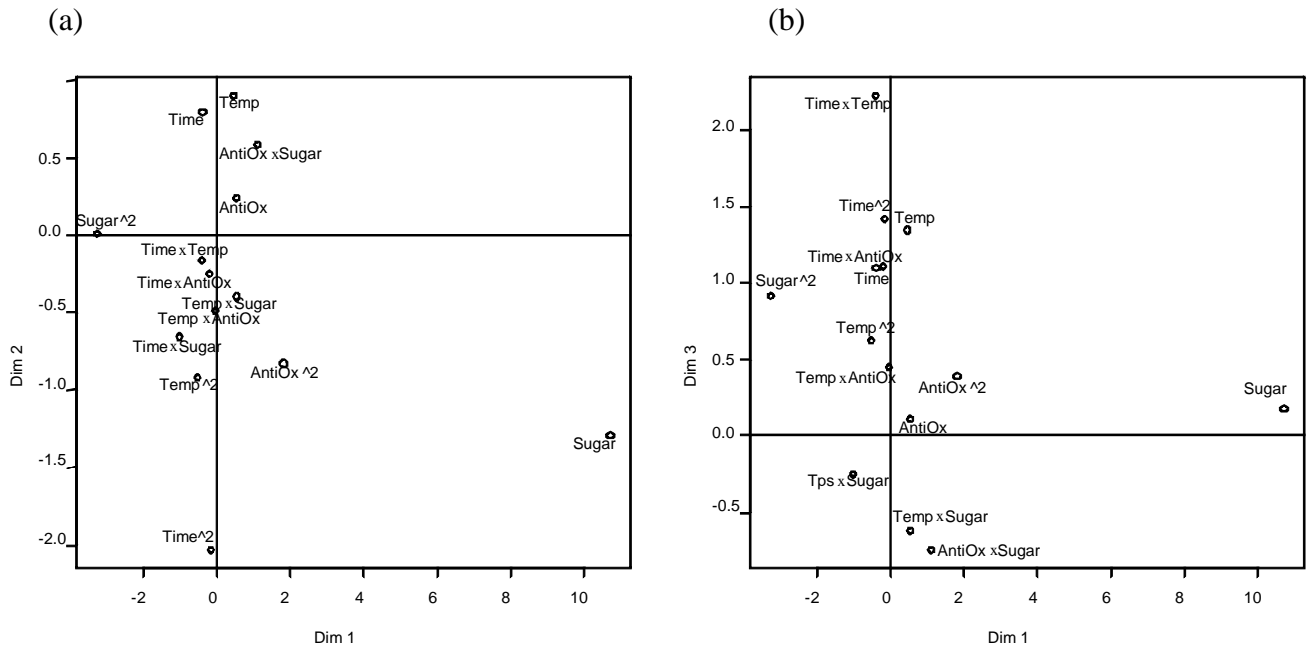 (a)
Temp
Time
AntiOx xSugar
0.5
AntiOx
Sugar^2
0.0
Time x Temp
Time x AntiOx
-0.5
Temp x Sugar
Temp x AntiOx
Time x Sugar
AntiOx ^2
Temp ^2
-1.0
Sugar
-1.5
Time^2
-2.0
Dim 2
-2 0 2 4 6 8 10
Dim 1
(b)
Time x Temp
2.0
1.5
Time^2
Temp
Time x AntiOx
1.0
Sugar^2
Time
Temp ^2
0.5
Temp x AntiOx
AntiOx ^2
Sugar
AntiOx
0.0
Tps x Sugar
-0.5
Temp x Sugar
AntiOx xSugar
Dim 3
-2 0 2 4 6 8 10
Dim 1